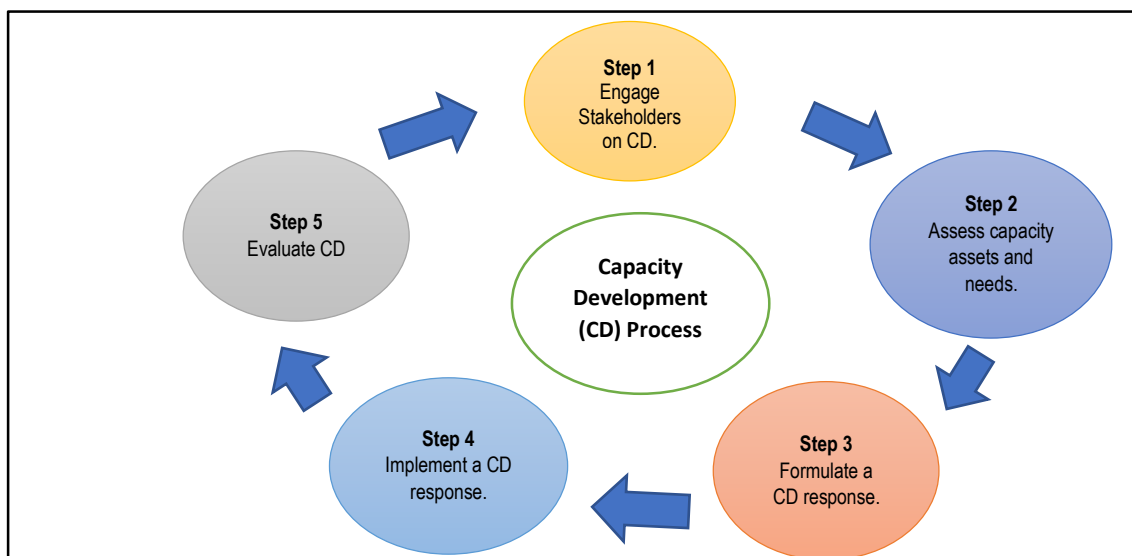 Step 1
Engage
Stakeholders
on CD.
Step 2
Assess capacity
assets and
needs.
Step 3
Formulate a
CD response.
Step 4
Implement a CD
response.
Step 5
Evaluate CD
Capacity
Development
(CD) Process